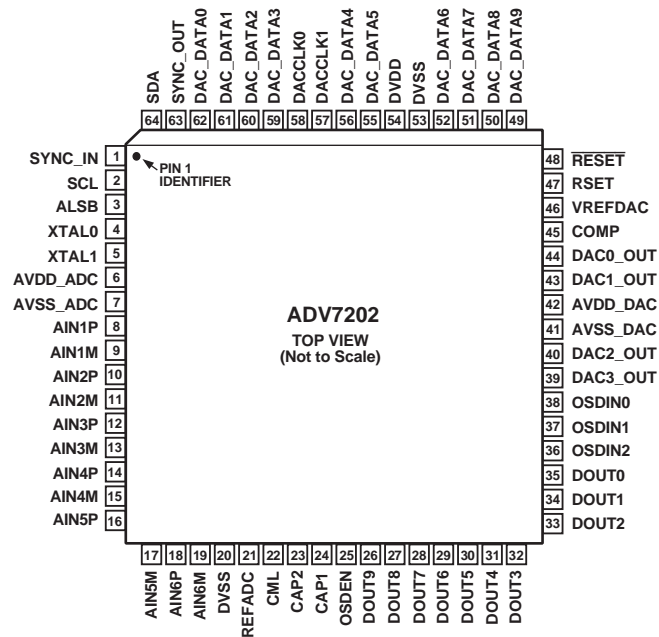 SDA
SYNC_OUT
DAC_DATA0
DAC_DATA1
DAC_DATA2
DAC_DATA3
DACCLK0
DACCLK1
DAC_DATA4
DAC_DATA5
DVDD
DVSS
DAC_DATA6
DAC_DATA7
DAC_DATA8
DAC_DATA9
64 63 62 61 60 59 58 57 56 55 54 53 52 51 50 49
SYNC_IN 1
SCL 2
ALSB 3
XTAL0 4
XTAL1 5
AVDD_ADC 6
AVSS_ADC 7
AIN1P 8
AIN1M 9
AIN2P 10
AIN2M 11
AIN3P 12
AIN3M 13
AIN4P 14
AIN4M 15
AIN5P 16
PIN 1
IDENTIFIER
ADV7202
TOP VIEW
(Not to Scale)
48 RESET
47 RSET
46 VREFDAC
45 COMP
44 DAC0_OUT
43 DAC1_OUT
42 AVDD_DAC
41 AVSS_DAC
40 DAC2_OUT
39 DAC3_OUT
38 OSDIN0
37 OSDIN1
36 OSDIN2
35 DOUT0
34 DOUT1
33 DOUT2
17 18 19 20 21 22 23 24 25 26 27 28 29 30 31 32
AIN5M
AIN6P
AIN6M
DVSS
REFADC
CML
CAP2
CAP1
OSDEN
DOUT9
DOUT8
DOUT7
DOUT6
DOUT5
DOUT4
DOUT3